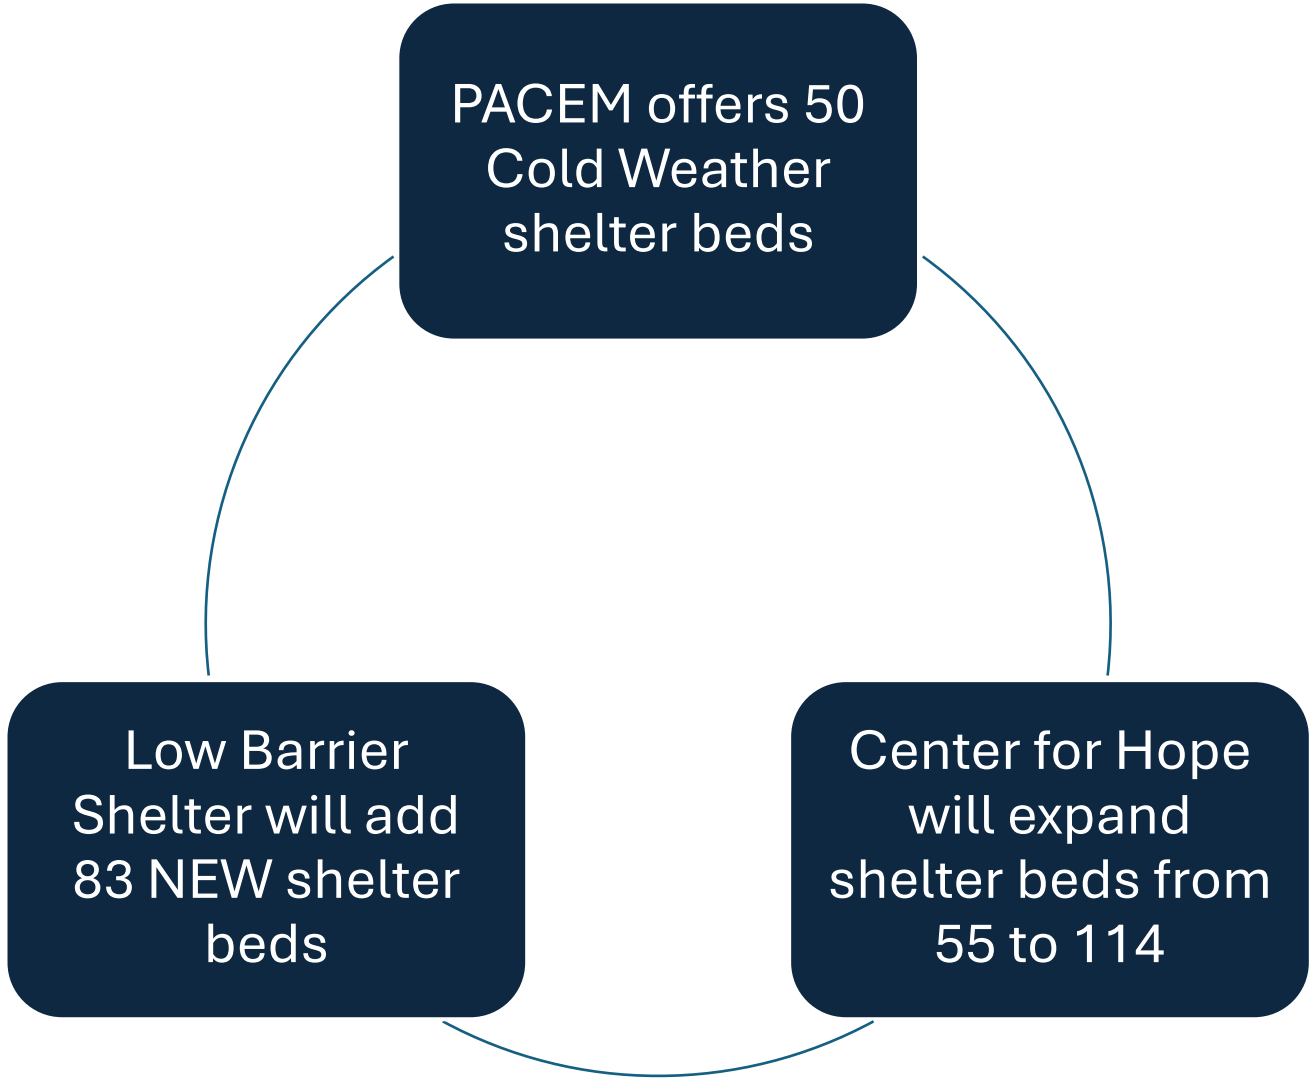 PACEM offers 50
Cold Weather
shelter beds
Low Barrier
Shelter will add
83 NEW shelter
beds
Center for Hope
will expand
shelter beds from
55 to 114